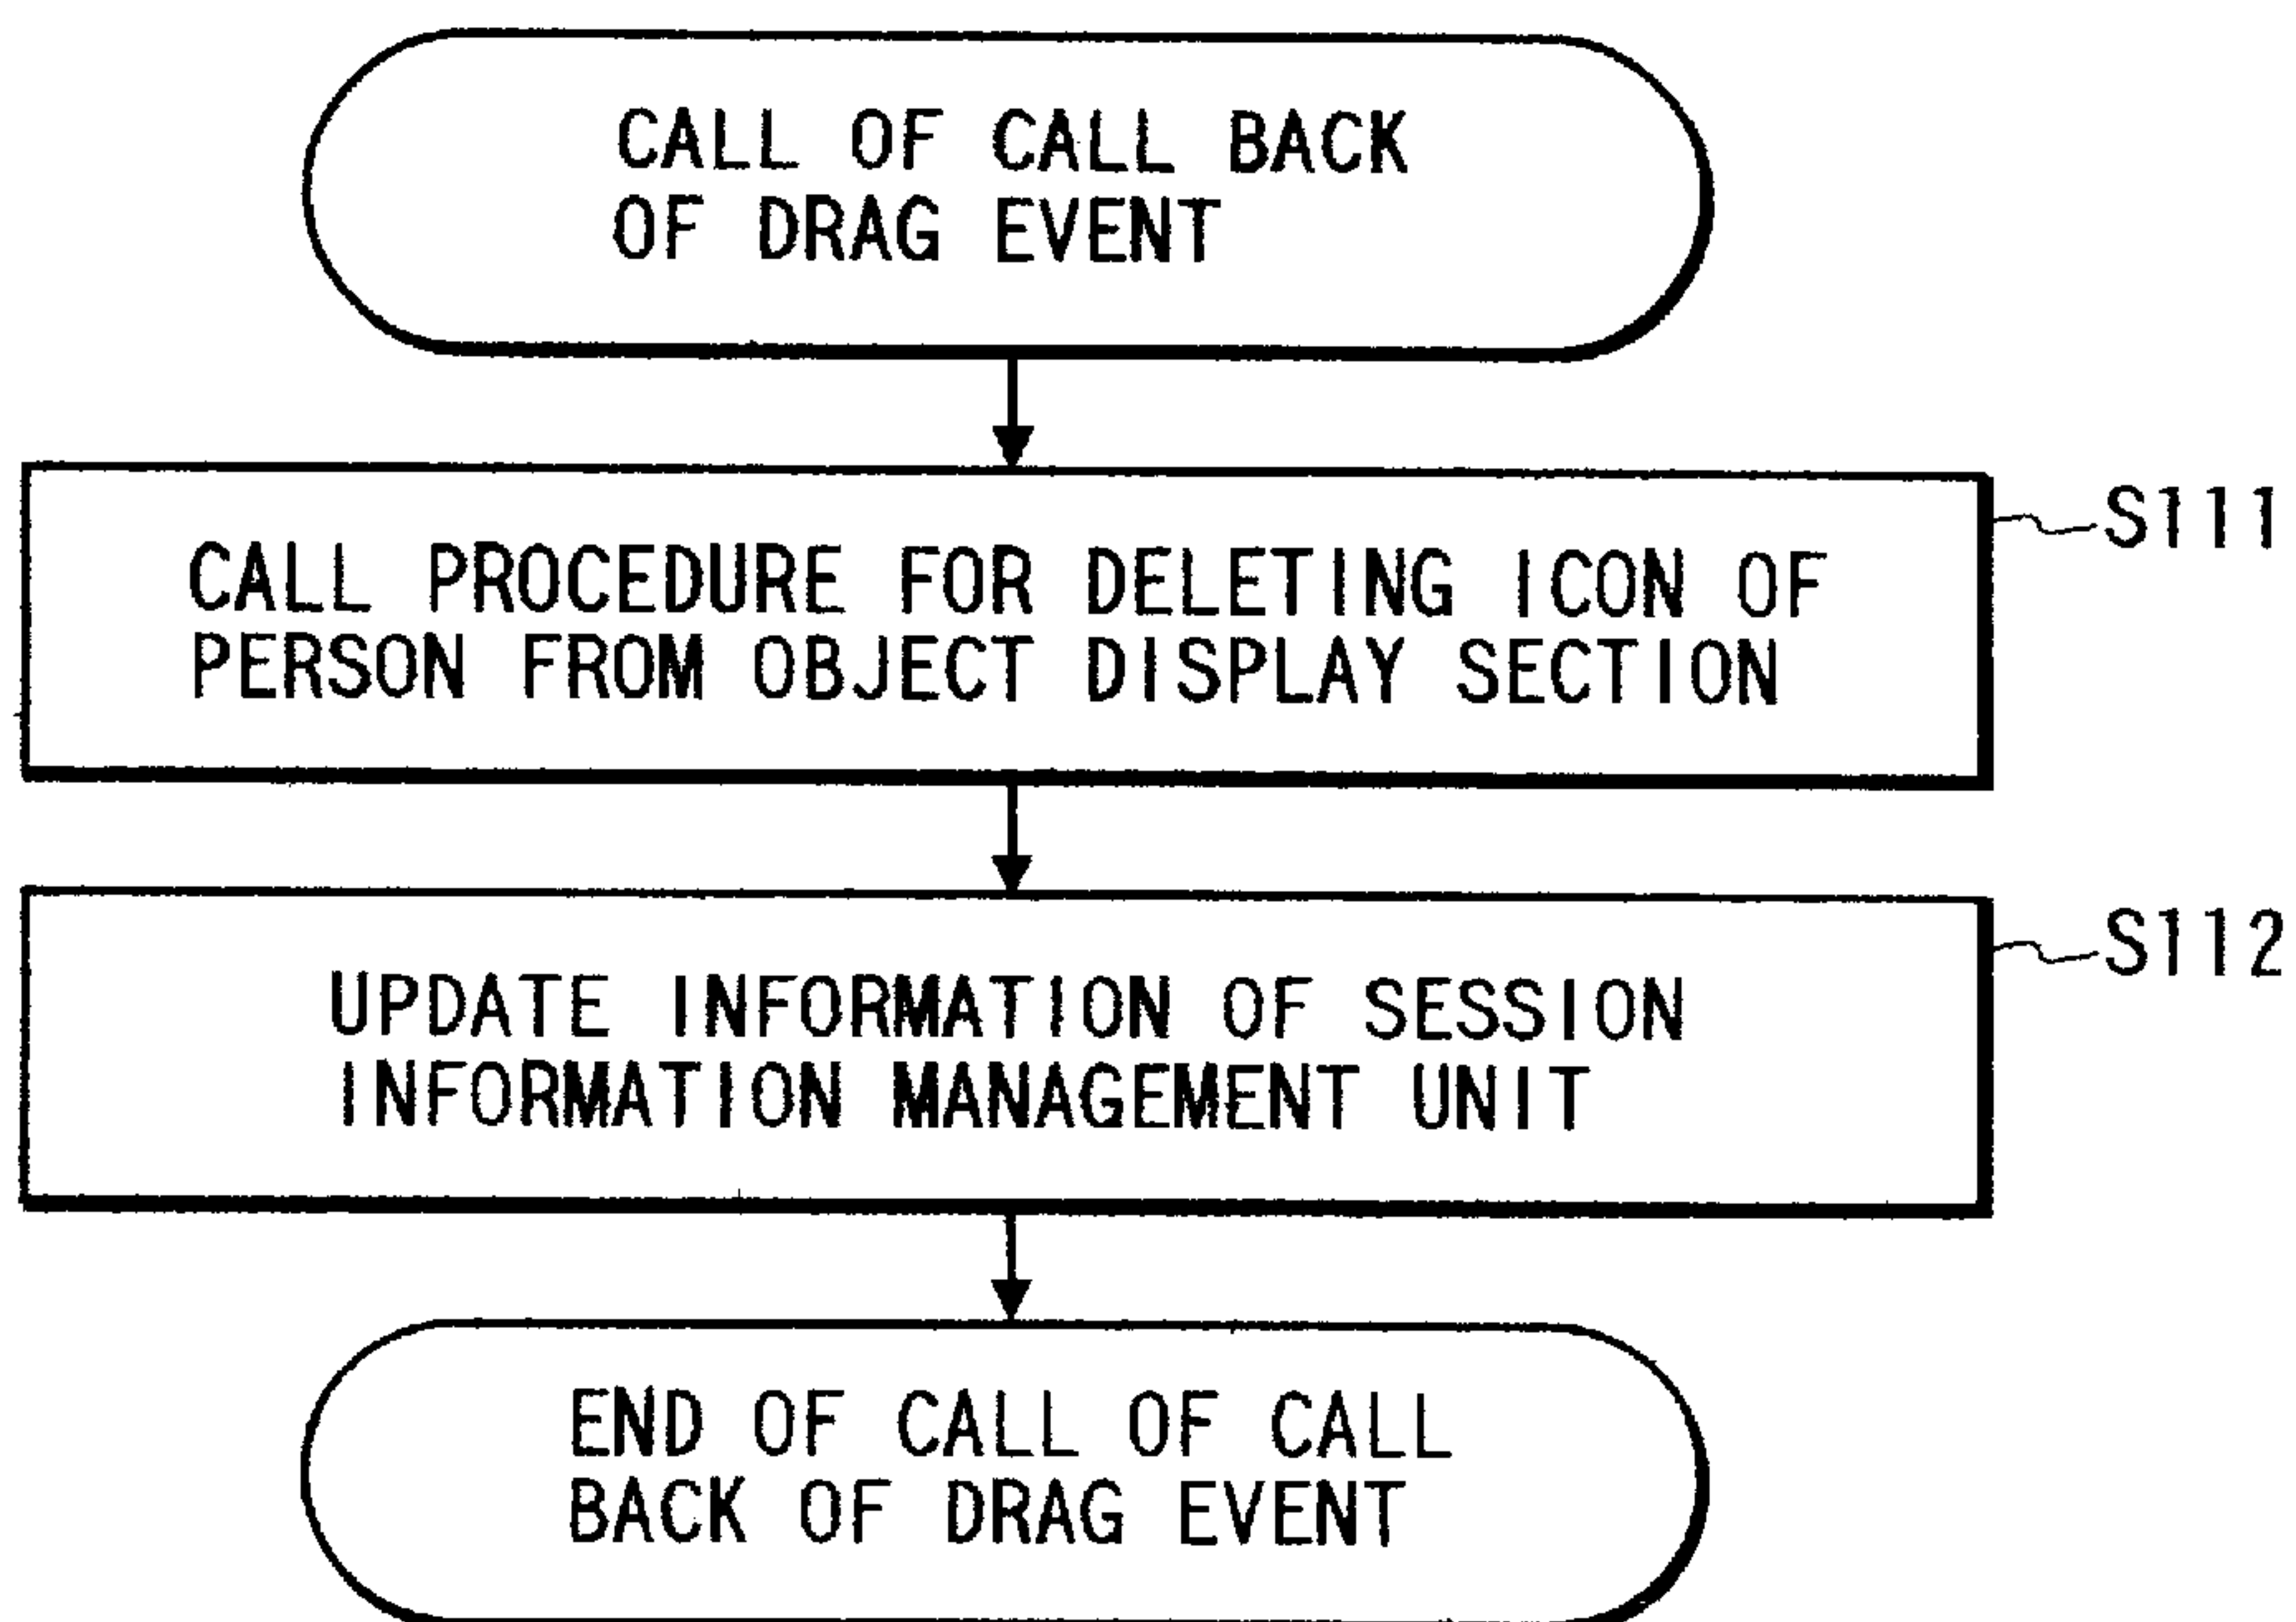 CALL OF CALL BACK
OF DRAG EVENT
CALL PROCEDURE FOR DELETING ICON OF
PERSON FROM OBJECT DISPLAY SECTION
S111
UPDATE INFORMATION OF SESSION
INFORMATION MANAGEMENT UNIT
S112
END OF CALL OF CALL
BACK OF DRAG EVENT